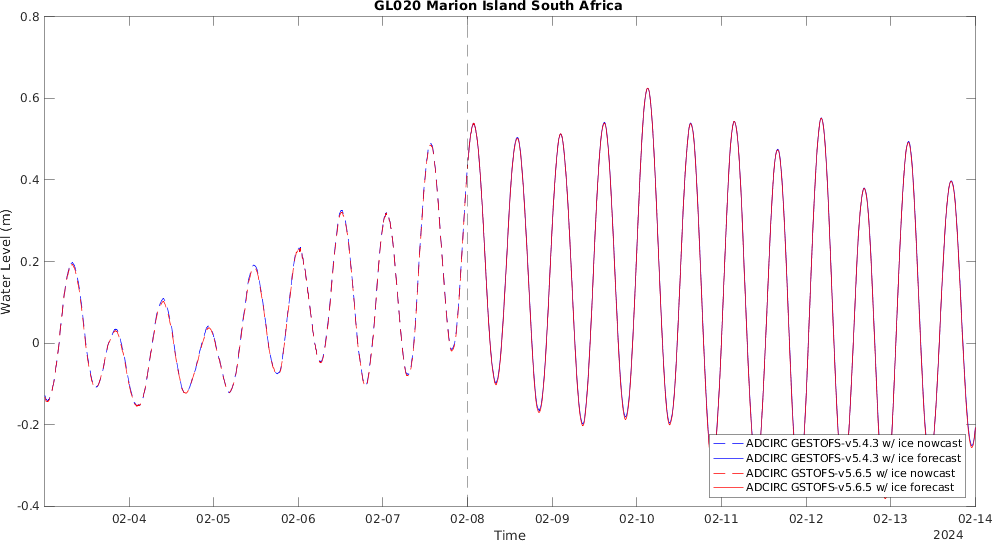 GL020 Marion Island South Africa
0.8
0.6
0.4
0.2
0
-0.2
-0.4
Water Level (m)
ADCIRC GESTOFS-v5.4.3 w/ ice nowcast
ADCIRC GESTOFS-v5.4.3 w/ ice forecast
ADCIRC GSTOFS-v5.6.5 w/ ice nowcast
ADCIRC GSTOFS-v5.6.5 w/ ice forecast
02-04 02-05 02-06 02-07 02-08 02-09 02-10 02-11 02-12 02-13 02-14
Time
2024